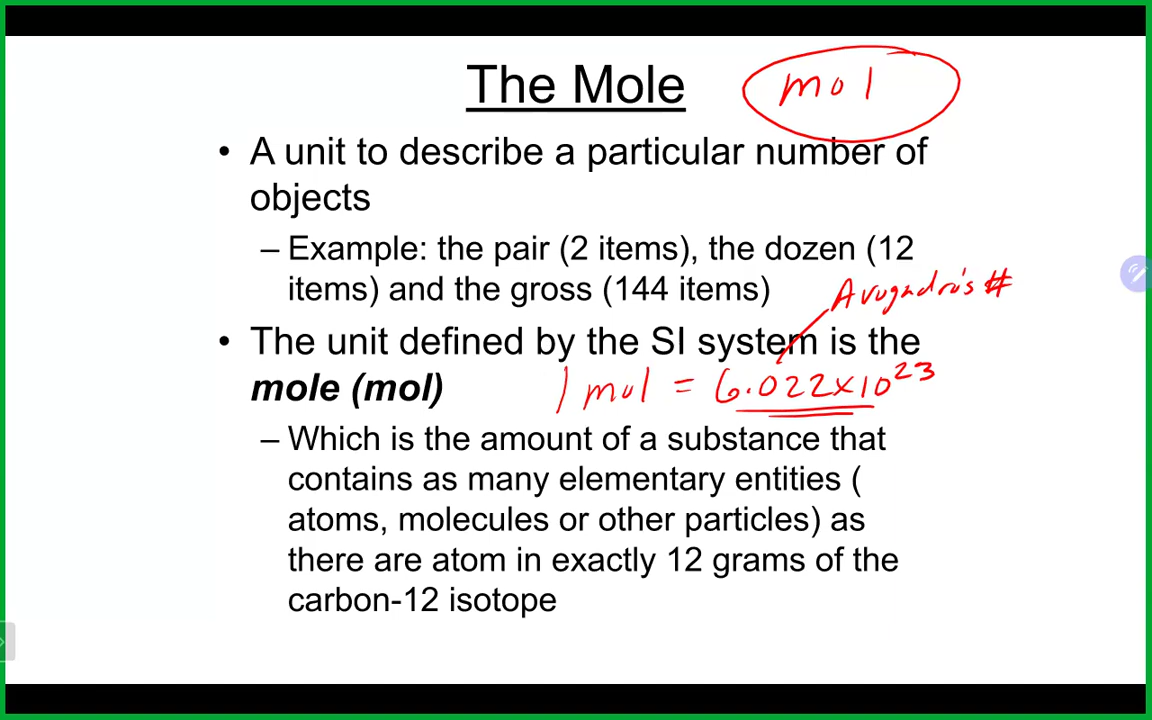 The Mole mol
• A unit to describe a particular number of
objects
– Example: the pair (2 items), the dozen (12
items) and the gross (144 items)
Avogadro's #
• The unit defined by the SI system is the
mole (mol)
1 mol = 6.022x10²³
– Which is the amount of a substance that
contains as many elementary entities (
atoms, molecules or other particles) as
there are atom in exactly 12 grams of the
carbon-12 isotope